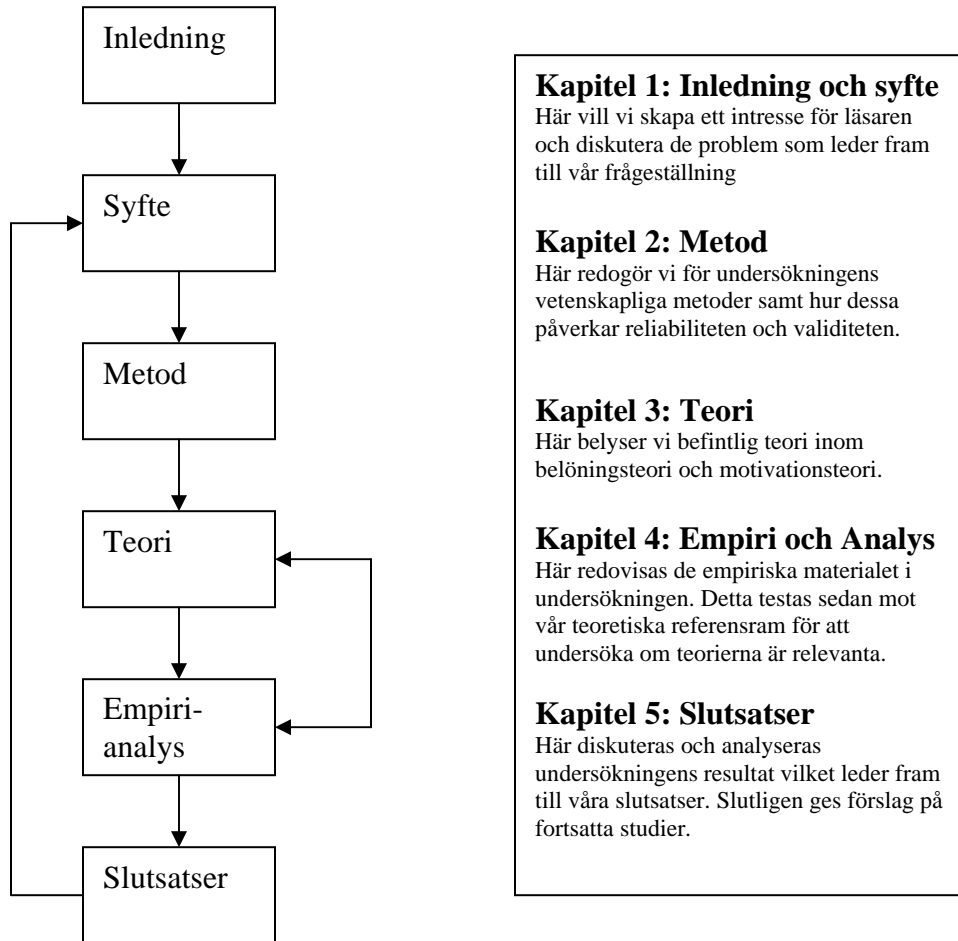 Inledning
Syfte
Metod
Teori
Empiri-
analys
Slutsatser
Kapitel 1: Inledning och syfte
Här vill vi skapa ett intresse för läsaren
och diskutera de problem som leder fram
till vår frågeställning
Kapitel 2: Metod
Här redogör vi för undersökningens
vetenskapliga metoder samt hur dessa
påverkar reliabiliteten och validiteten.
Kapitel 3: Teori
Här belyser vi befintlig teori inom
belöningsteori och motivationsteori.
Kapitel 4: Empiri och Analys
Här redovisas de empiriska materialet i
undersökningen. Detta testas sedan mot
vår teoretiska referensram för att
undersöka om teorierna är relevanta.
Kapitel 5: Slutsatser
Här diskuteras och analyseras
undersökningens resultat vilket leder fram
till våra slutsatser. Slutligen ges förslag på
fortsatta studier.